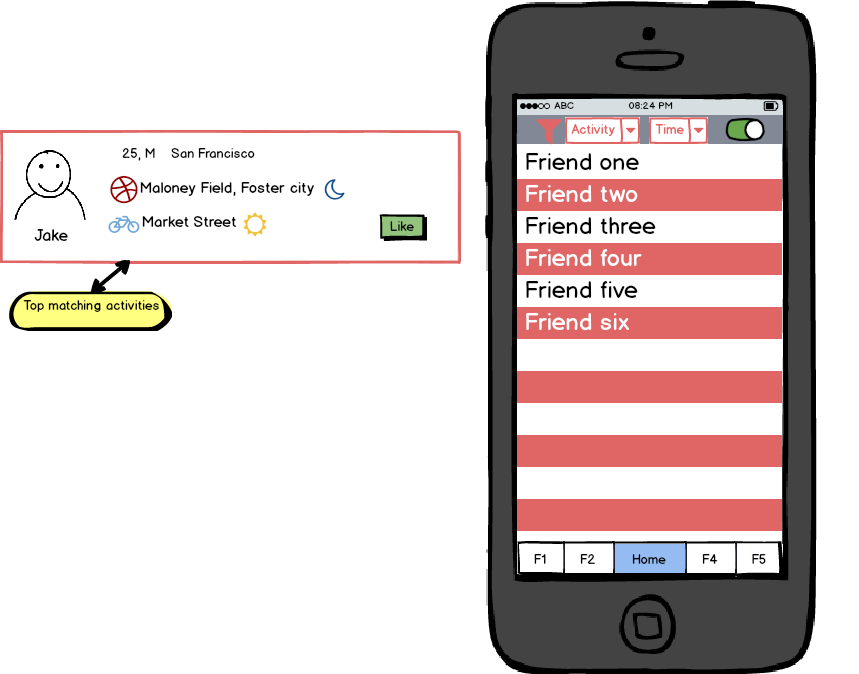 25, M San Francisco
Maloney Field, Foster city
Market Street
Like
Jake
Top matching activities
ABC 08:24 PM
Activity Time
Friend one
Friend two
Friend three
Friend four
Friend five
Friend six
F1 F2 Home F4 F5